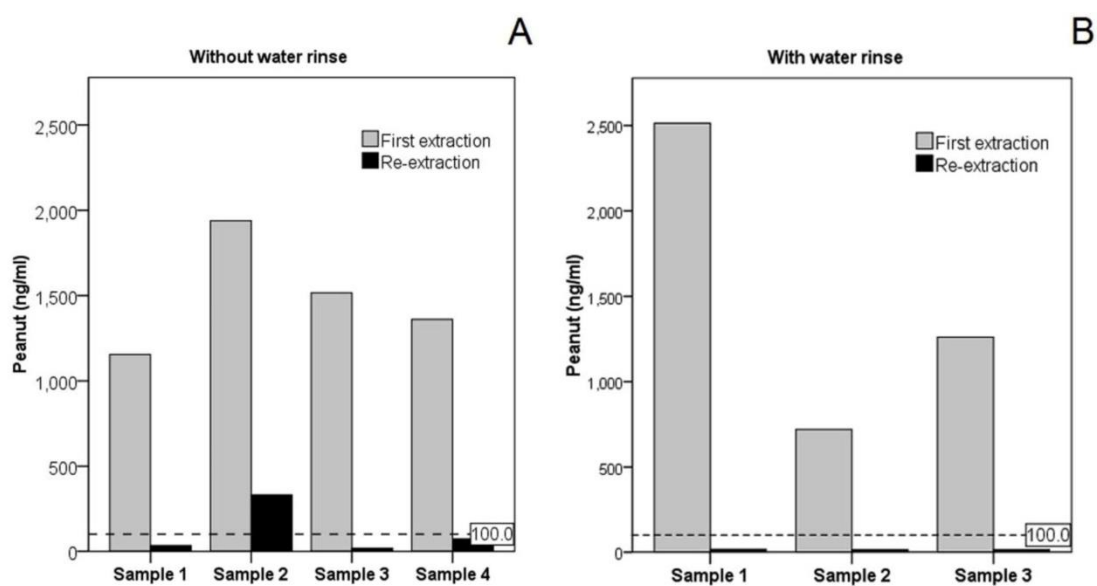 A
Without water rinse
Peanut (ng/ml)
2,500
2,000
1,500
1,000
500
0
First extraction
Re-extraction
100.0
Sample 1
Sample 2
Sample 3
Sample 4
B
With water rinse
Peanut (ng/ml)
2,500
2,000
1,500
1,000
500
0
First extraction
Re-extraction
100.0
Sample 1
Sample 2
Sample 3